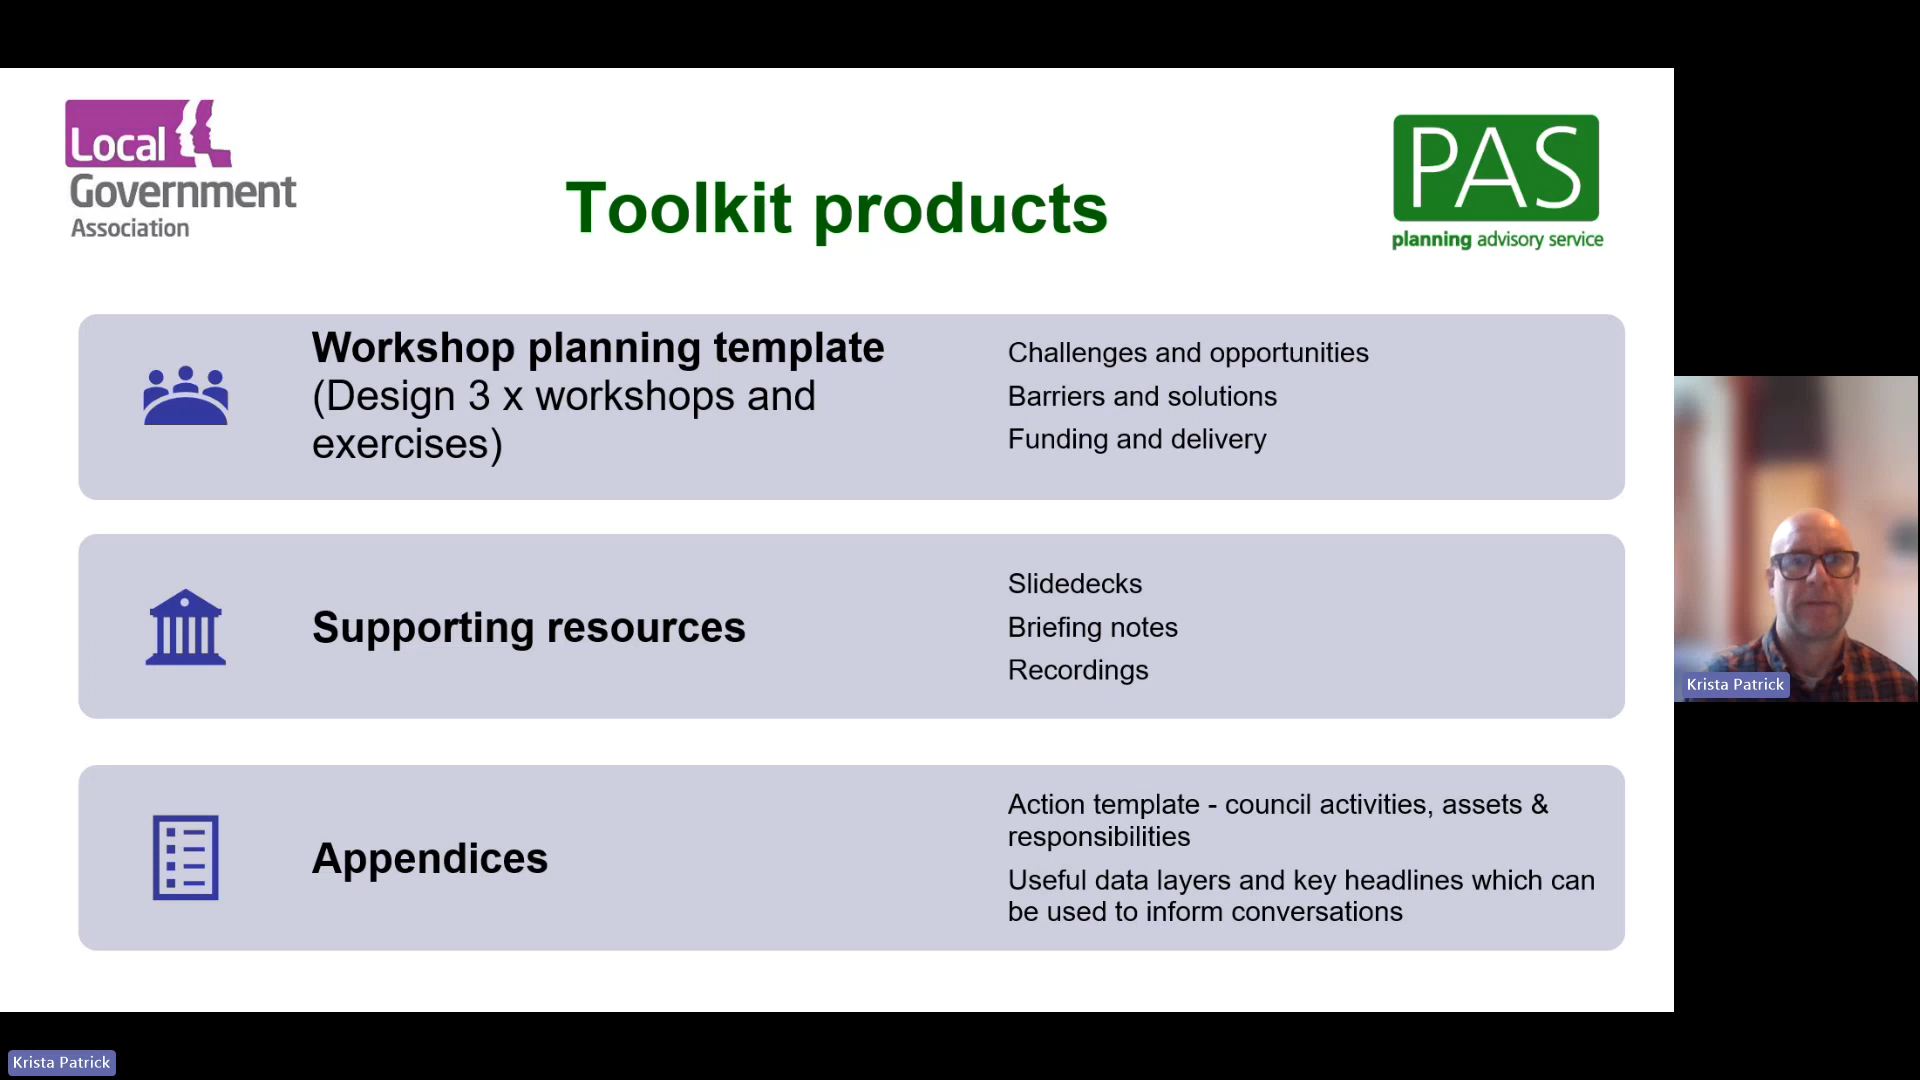 Local
Government
Association
Toolkit products
PAS
planning advisory service
Workshop planning template
(Design 3 x workshops and
exercises)
Challenges and opportunities
Barriers and solutions
Funding and delivery
Supporting resources
Slidedecks
Briefing notes
Recordings
Appendices
Action template - council activities, assets &
responsibilities
Useful data layers and key headlines which can
be used to inform conversations
Krista Patrick
Krista Patrick